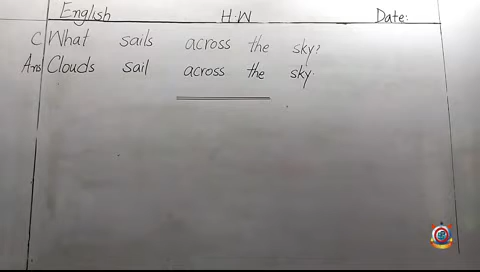 English H.W Date:
C. What sails across the sky?
Ans Clouds sail across the sky.